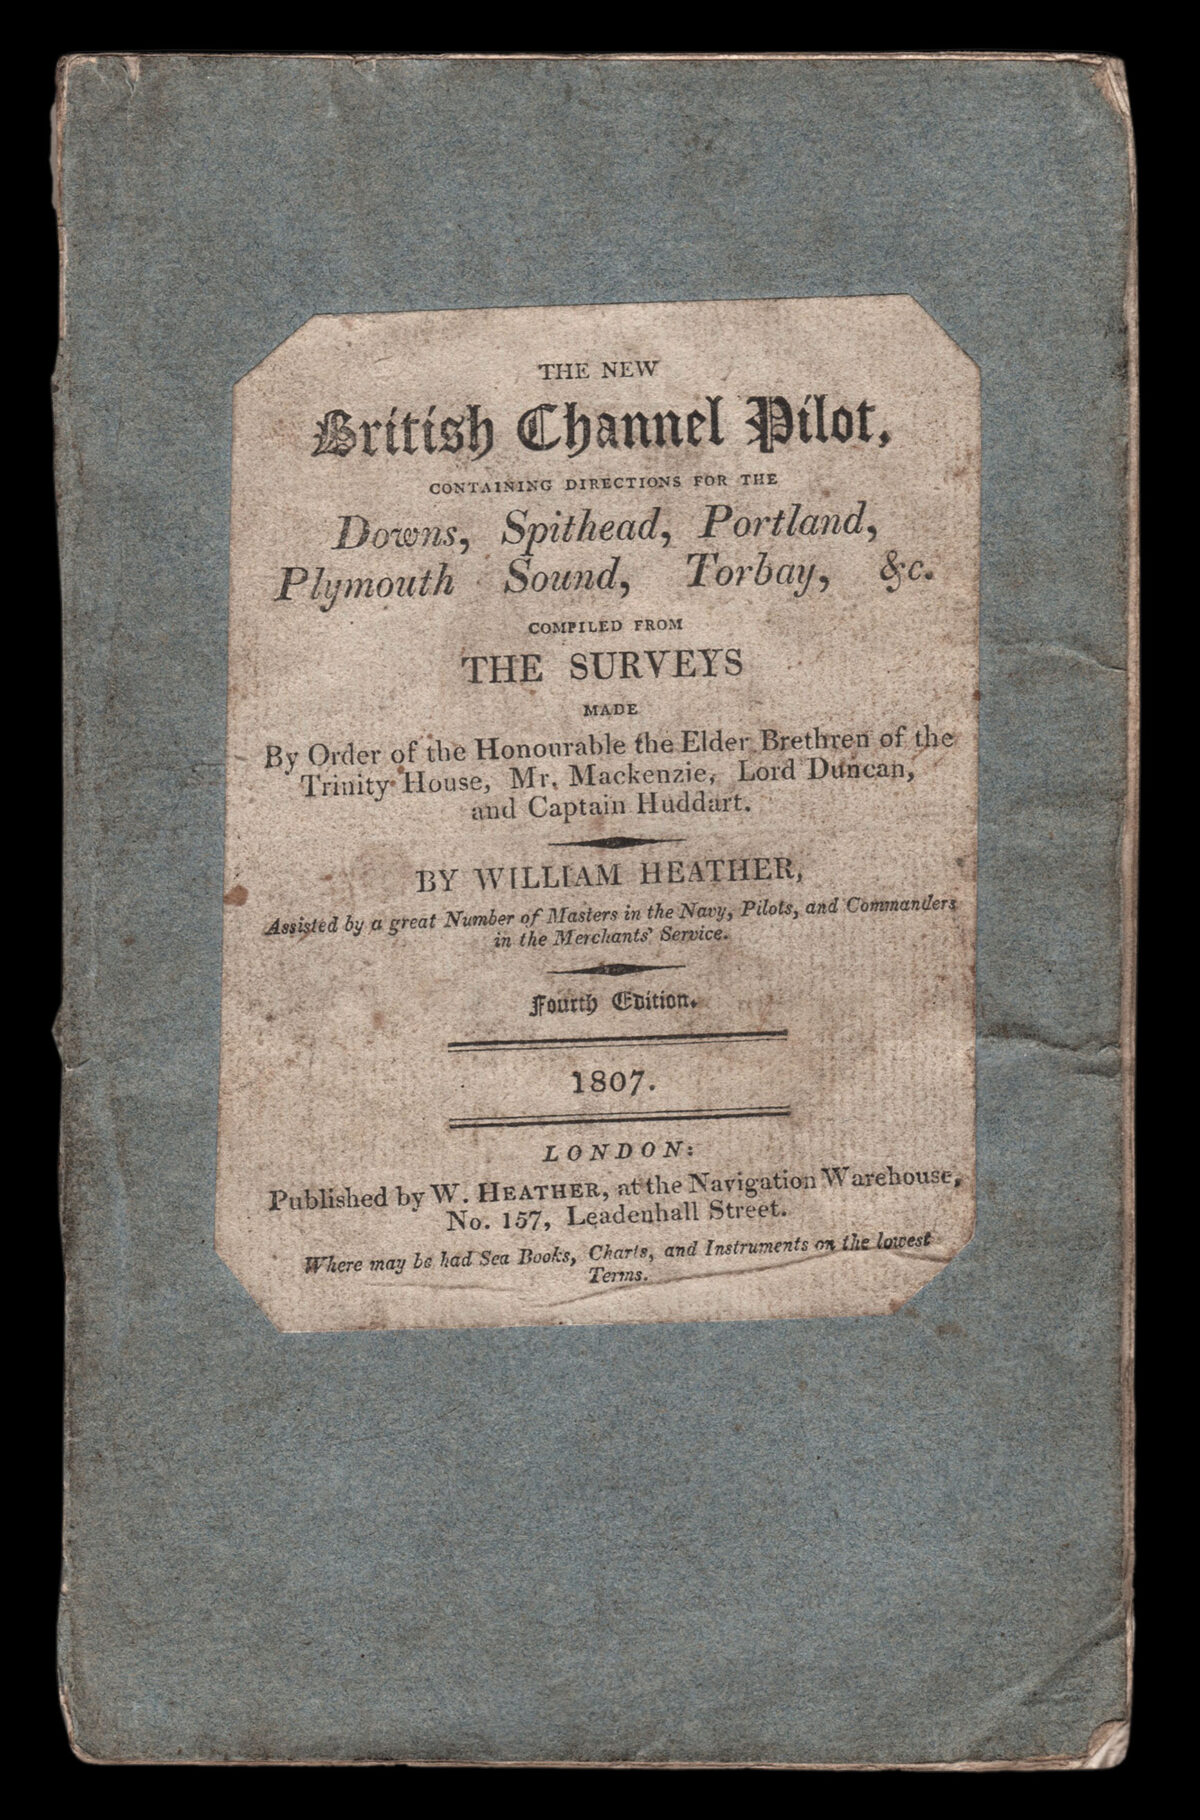 THE NEW
British Channel Pilot,
CONTAINING DIRECTIONS FOR THE
Downs, Spithead, Portland,
Plymouth Sound, Torbay, &c.
COMPILED FROM
THE SURVEYS
MADE
By Order of the Honourable the Elder Brethren of the
Trinity House, Mr. Mackenzie, Lord Duncan,
and Captain Huddart.
BY WILLIAM HEATHER,
Assisted by a great Number of Masters in the Navy, Pilots, and Commanders
in the Merchants' Service.
Fourth Edition.
1807.
LONDON:
Published by W. HEATHER, at the Navigation Warehouse,
No. 157, Leadenhall Street.
Where may be had Sea Books, Charts, and Instruments on the lowest
Terms.